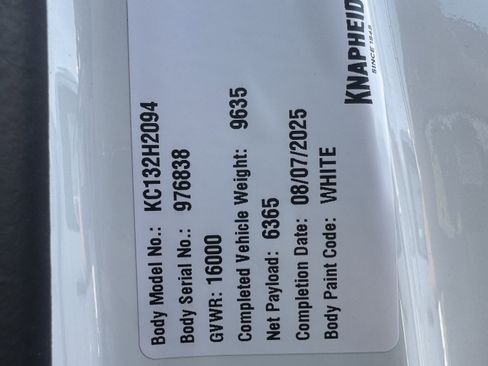 Body Model No.: KC132H2094
Body Serial No.: 976838
GVWR: 16000
Completed Vehicle Weight: 9635
Net Payload: 6365
Completion Date: 08/07/2025
Body Paint Code: WHITE
KNAPHEID
SINCE 1848